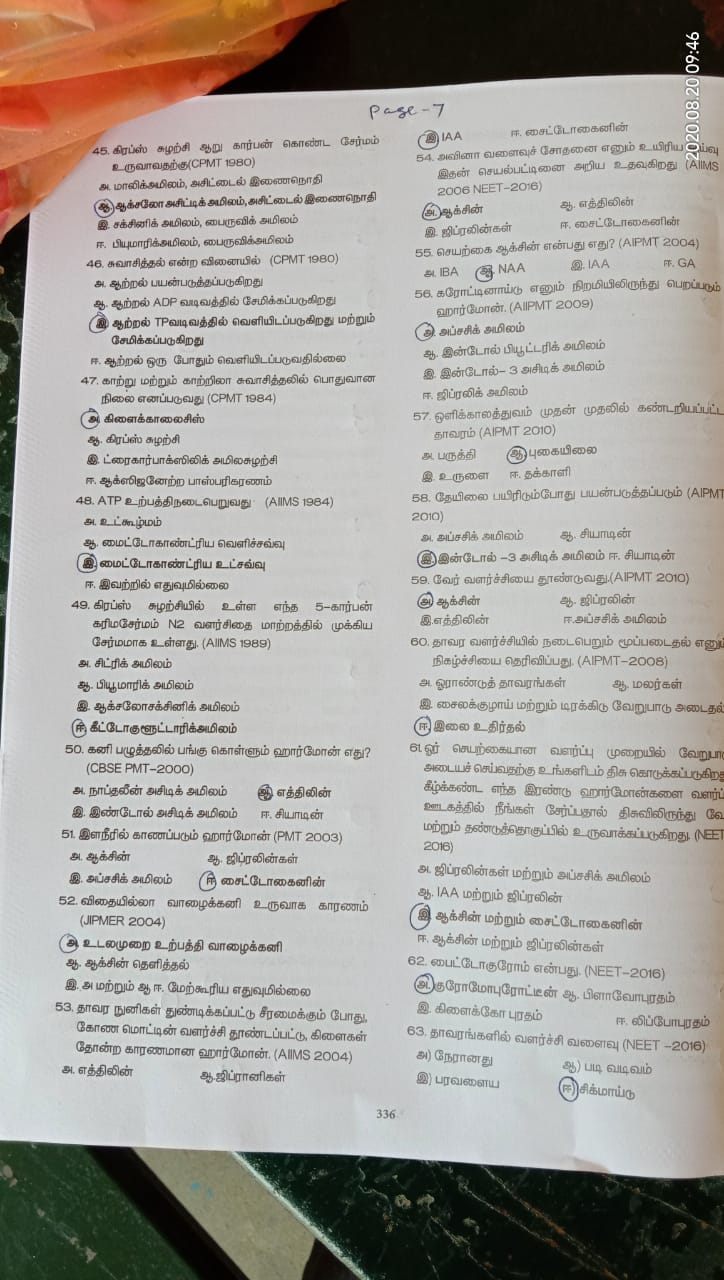 Page-7
45. கிரப்ஸ் சுழற்சி ஆறு கார்பன் கொண்ட சேர்மம்
உருவாவதற்கு(CPMT 1980)
அ. மாலிக்அமிலம், அசிட்டைல் இணைநொதி
ஆ. ஆக்சலோ அசிட்டிக் அமிலம்,அசிட்டைல் இணைநொதி
இ. சக்சினிக் அமிலம், பைருவிக் அமிலம்
ஈ. பியுமாரிக்அமிலம், பைருவிக்அமிலம்
46. சுவாசித்தல் என்ற வினையில் (CPMT 1980)
அ. ஆற்றல் பயன்படுத்தப்படுகிறது
ஆ. ஆற்றல் ADP வடிவத்தில் சேமிக்கப்படுகிறது
இ. ஆற்றல் TPவடிவத்தில் வெளியிடப்படுகிறது மற்றும்
சேமிக்கப்படுகிறது
ஈ. ஆற்றல் ஒரு போதும் வெளியிடப்படுவதில்லை
47. காற்று மற்றும் காற்றிலா சுவாசித்தலில் பொதுவான
நிலை எனப்படுவது (CPMT 1984)
அ கிளைக்காலைசிஸ்
ஆ. கிரப்ஸ் சுழற்சி
இ. ட்ரைகார்பாக்ஸிலிக் அமிலசுழற்சி
ஈ. ஆக்ஸிஜனேற்ற பாஸ்பரிகரணம்
48. ATP உற்பத்திநடைபெறுவது (AIIMS 1984)
அ. உட்கூழ்மம்
ஆ. மைட்டோகாண்ட்ரிய வெளிச்சவ்வு
இ. மைட்டோகாண்ட்ரிய உட்சவ்வு
ஈ. இவற்றில் எதுவுமில்லை
49. கிரப்ஸ் சுழற்சியில் உள்ள எந்த 5-கார்பன்
கரிமசேர்மம் N2 வளர்சிதை மாற்றத்தில் முக்கிய
சேர்மமாக உள்ளது. (AIIMS 1989)
அ. சிட்ரிக் அமிலம்
ஆ. பியூமாரிக் அமிலம்
இ. ஆக்சலோசக்சினிக் அமிலம்
ஈ. கீட்டோகுளூட்டாரிக்அமிலம்
50. கனி பழுத்தலில் பங்கு கொள்ளும் ஹார்மோன் எது?
(CBSE PMT-2000)
அ. நாப்தலீன் அசிடிக் அமிலம் ஆ. எத்திலின்
இ. இண்டோல் அசிடிக் அமிலம் ஈ. சியாடின்
51. இளநீரில் காணப்படும் ஹார்மோன் (PMT 2003)
அ. ஆக்சின் ஆ. ஜிப்ரலின்கள்
இ. அப்சசிக் அமிலம் ஈ. சைட்டோகைனின்
52. விதையில்லா வாழைக்கனி உருவாக காரணம்
(JIPMER 2004)
அ. உடலமுறை உற்பத்தி வாழைக்கனி
ஆ. ஆக்சின் தெளித்தல்
இ. அ மற்றும் ஆ ஈ. மேற்கூரிய எதுவுமில்லை
53. தாவர நுனிகள் துண்டிக்கப்பட்டு சீரமைக்கும் போது,
கோண மொட்டின் வளர்ச்சி தூண்டப்பட்டு, கிளைகள்
தோன்ற காரணமான ஹார்மோன். (AIIMS 2004)
அ. எத்திலின் ஆ.ஜிப்ரானிகள்
இ IAA ஈ. சைட்டோகைனின்
54. அவினா வளைவுச் சோதனை எனும் உயிரிய ய்வு
இதன் செயல்பட்டினை அறிய உதவுகிறது (AIIMS
2006 NEET-2016)
அ. ஆக்சின் ஆ. எத்திலின்
இ. ஜிப்ரலின்கள் ஈ. சைட்டோகைனின்
55. செயற்கை ஆக்சின் என்பது எது? (AIPMT 2004)
அ. IBA ஆ. NAA இ. IAA ஈ. GA
56. கரோட்டினாய்டு எனும் நிறமியிலிருந்து பெறப்படும்
ஹார்மோன். (AIIPMT 2009)
அ. அப்சசிக் அமிலம்
ஆ. இன்டோல் பியூட்டரிக் அமிலம்
இ. இன்டோல்- 3 அசிடிக் அமிலம்
ஈ. ஜிப்ரலிக் அமிலம்
57. ஒளிக்காலத்துவம் முதன் முதலில் கண்டறியப்பட்ட
தாவரம் (AIPMT 2010)
அ. பருத்தி ஆ. புகையிலை
இ. உருளை ஈ. தக்காளி
58. தேயிலை பயிரிடும்போது பயன்படுத்தப்படும் (AIPMT
2010)
அ. அப்சசிக் அமிலம் ஆ. சியாடின்
இ. இன்டோல் -3 அசிடிக் அமிலம் ஈ. சியாடின்
59. வேர் வளர்ச்சியை தூண்டுவது.(AIPMT 2010)
அ) ஆக்சின் ஆ. ஜிப்ரலின்
இ.எத்திலின் ஈ.அப்சசிக் அமிலம்
60. தாவர வளர்ச்சியில் நடைபெறும் மூப்படைதல் எனும்
நிகழ்ச்சியை தெரிவிப்பது. (AIPMT-2008)
அ. ஓராண்டுத் தாவரங்கள் ஆ. மலர்கள்
இ. சைலக்குழாய் மற்றும் டிரக்கிடு வேறுபாடு அடைதல்
ஈ. இலை உதிர்தல்
61. ஓர் செயற்கையான வளர்ப்பு முறையில் வேறுபா
அடையச் செய்வதற்கு உங்களிடம் திசு கொடுக்கப்படுகிறது
கீழ்க்கண்ட எந்த இரண்டு ஹார்மோன்களை வளர்ப்
ஊடகத்தில் நீங்கள் சேர்ப்பதால் திசுவிலிருந்து வே
மற்றும் தண்டுத்தொகுப்பில் உருவாக்கப்படுகிறது. (NEET
2016)
அ. ஜிப்ரலின்கள் மற்றும் அப்சசிக் அமிலம்
ஆ. IAA மற்றும் ஜிப்ரலின்
இ ஆக்சின் மற்றும் சைட்டோகைனின்
ஈ. ஆக்சின் மற்றும் ஜிப்ரலின்கள்
62. பைட்டோகுரோம் என்பது. (NEET-2016)
அ.குரோமோபுரோட்டீன் ஆ. பிளாவோபுரதம்
இ. கிளைக்கோ புரதம் ஈ. லிப்போபுரதம்
63. தாவரங்களில் வளர்ச்சி வளைவு (NEET -2016)
அ) நேரானது ஆ) படி வடிவம்
இ) பரவளைய ஈ) சிக்மாய்டு
336
2020.08.20 09:46